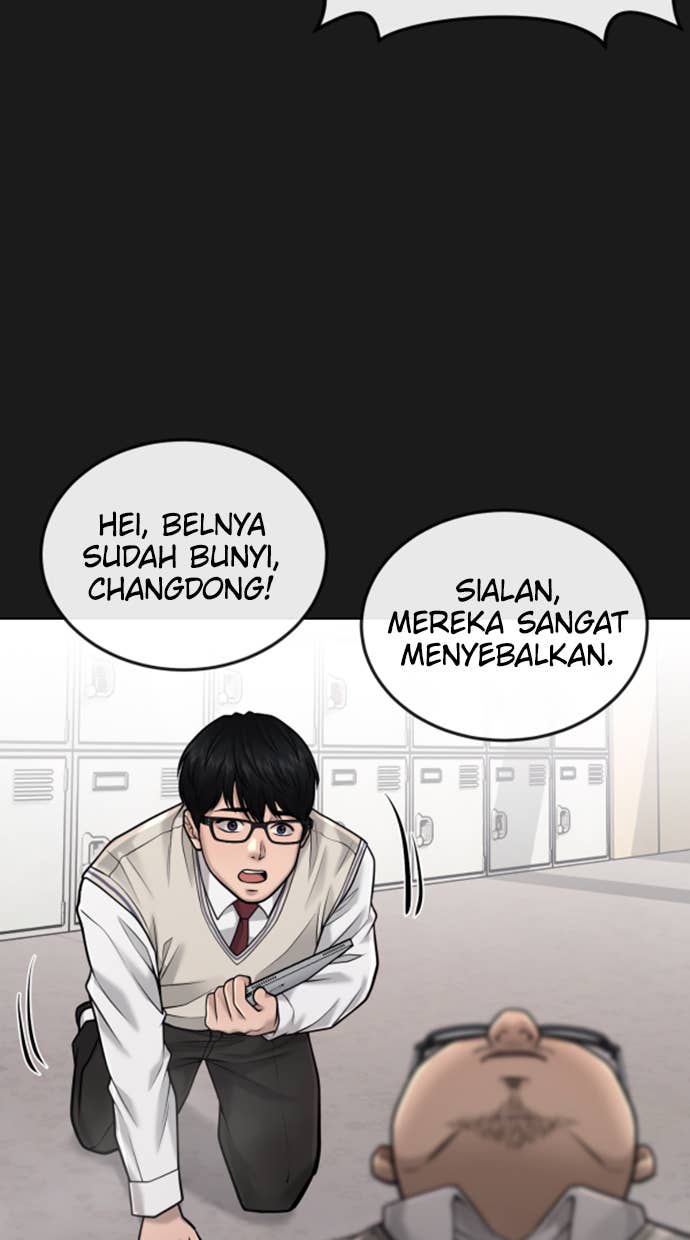 HEI, BELNYA
SUDAH BUNYI,
CHANGDONG!
SIALAN,
MEREKA SANGAT
MENYEBALKAN.